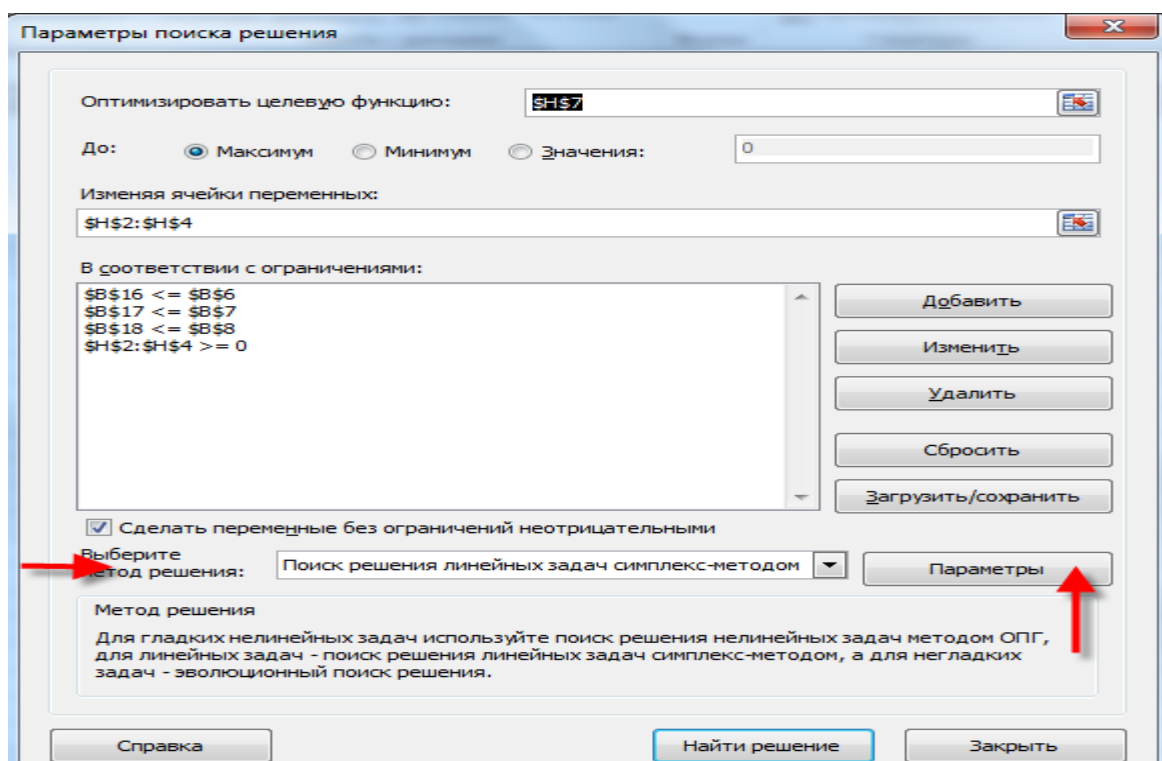 Параметры поиска решения
Оптимизировать целевую функцию: $H$7
До: Максимум Минимум Значения: 0
Изменяя ячейки переменных:
$H$2:$H$4
В соответствии с ограничениями:
$B$16 <= $B$6
$B$17 <= $B$7
$B$18 <= $B$8
$H$2:$H$4 >= 0
Добавить
Изменить
Удалить
Сбросить
Загрузить/сохранить
Сделать переменные без ограничений неотрицательными
Выберите
метод решения: Поиск решения линейных задач симплекс-методом Параметры
Метод решения
Для гладких нелинейных задач используйте поиск решения нелинейных задач методом ОПГ,
для линейных задач - поиск решения линейных задач симплекс-методом, а для негладких
задач - эволюционный поиск решения.
Справка Найти решение Закрыть